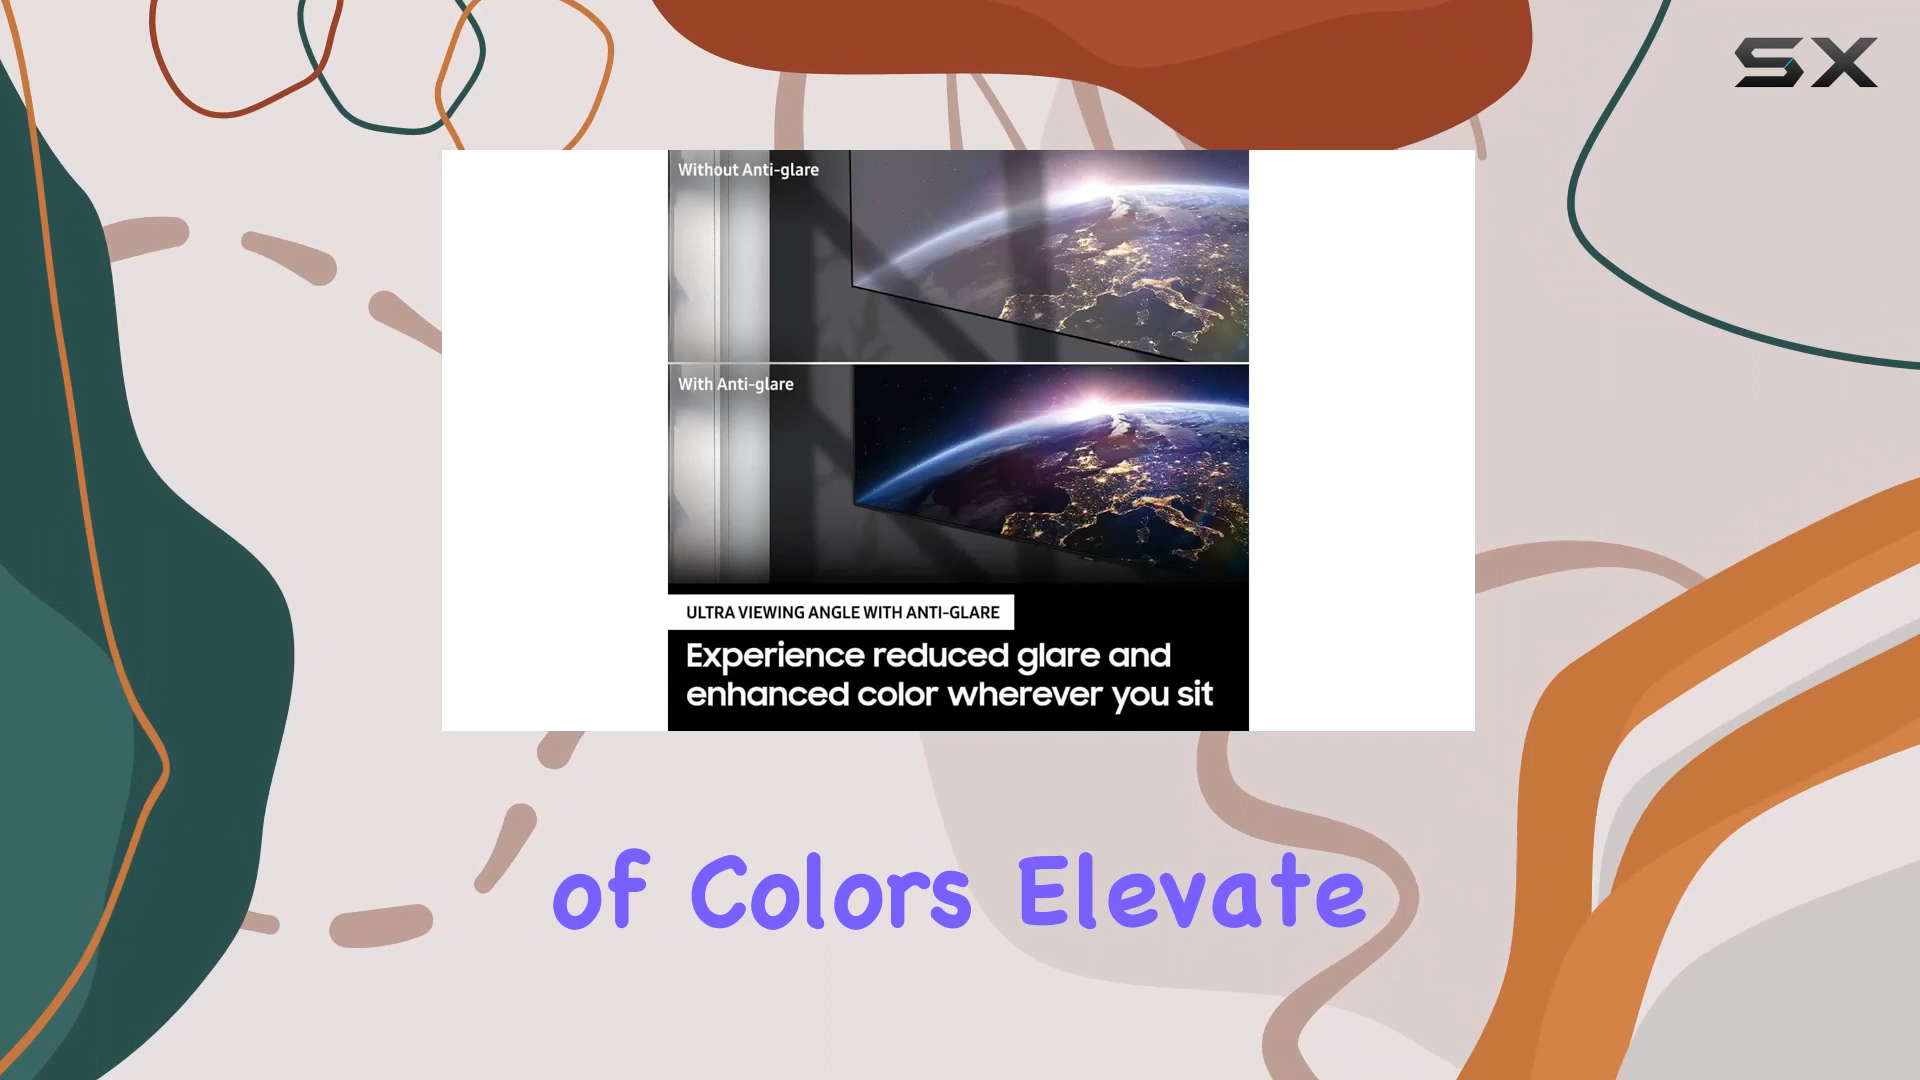 SX
Without Anti-glare
With Anti-glare
ULTRA VIEWING ANGLE WITH ANTI-GLARE
Experience reduced glare and
enhanced color wherever you sit
of Colors Elevate